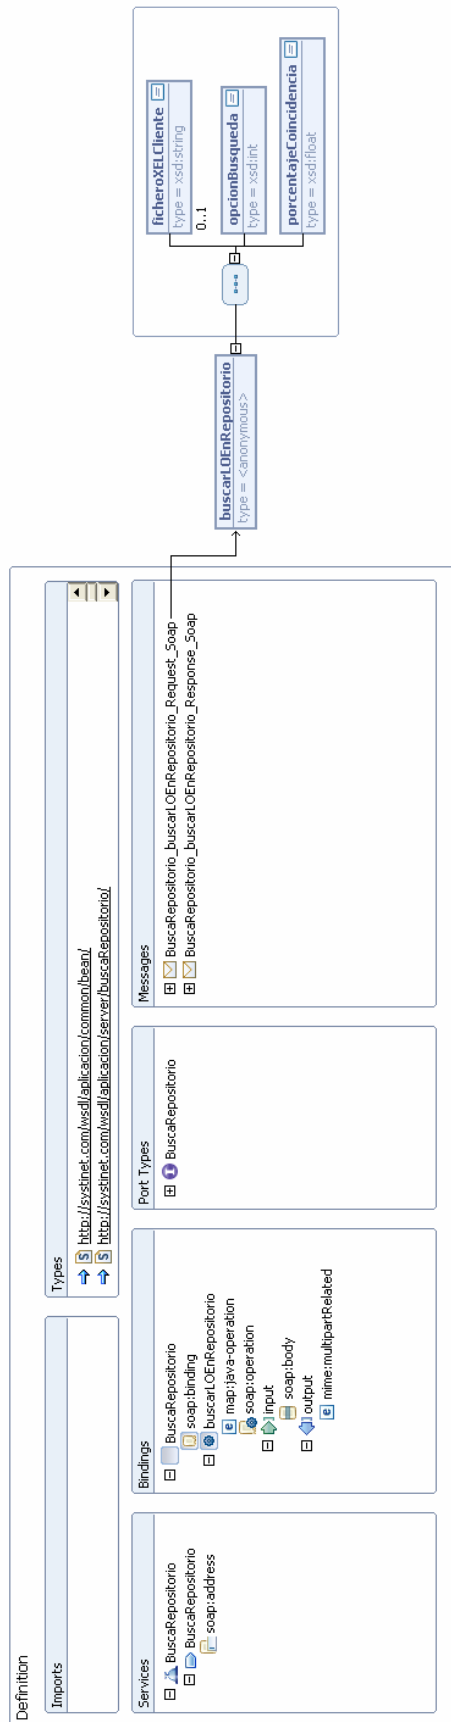 Definition
Imports
Types
http://systinet.com/wsdl/aplicacion/common/bean/
http://systinet.com/wsdl/aplicacion/server/buscaRepositorio/
Services
BuscaRepositorio
BuscaRepositorio
soap:address
Bindings
BuscaRepositorio
soap:binding
buscarLOEnRepositorio
map:java-operation
soap:operation
input
soap:body
output
mime:multipartRelated
Port Types
BuscaRepositorio
Messages
BuscaRepositorio_buscarLOEnRepositorio_Request_Soap
BuscaRepositorio_buscarLOEnRepositorio_Response_Soap
buscarLOEnRepositorio
type = <anonymous>
ficheroXELCliente
type = xsd:string
0..1
opcionBusqueda
type = xsd:int
porcentajeCoincidencia
type = xsd:float